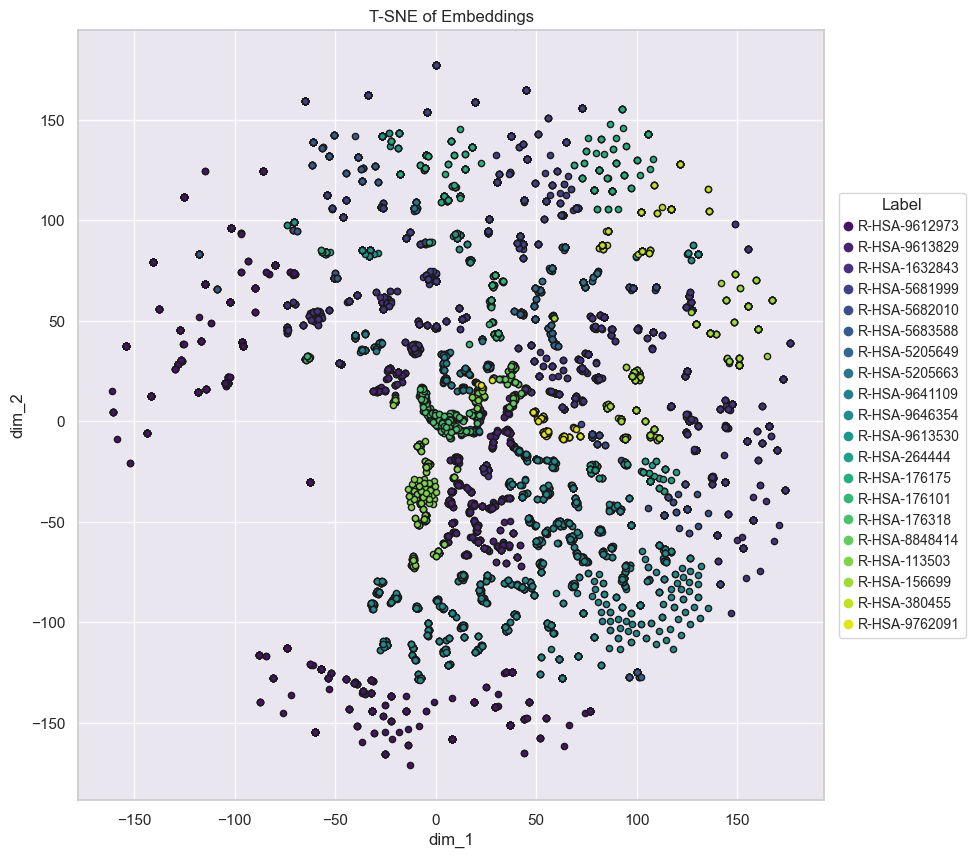 T-SNE of Embeddings
150
100
50
0
−50
−100
−150
dim_2
−150
−100
−50
0
50
100
150
dim_1
Label
R-HSA-9612973
R-HSA-9613829
R-HSA-1632843
R-HSA-5681999
R-HSA-5682010
R-HSA-5683588
R-HSA-5205649
R-HSA-5205663
R-HSA-9641109
R-HSA-9646354
R-HSA-9613530
R-HSA-264444
R-HSA-176175
R-HSA-176101
R-HSA-176318
R-HSA-8848414
R-HSA-113503
R-HSA-156699
R-HSA-380455
R-HSA-9762091